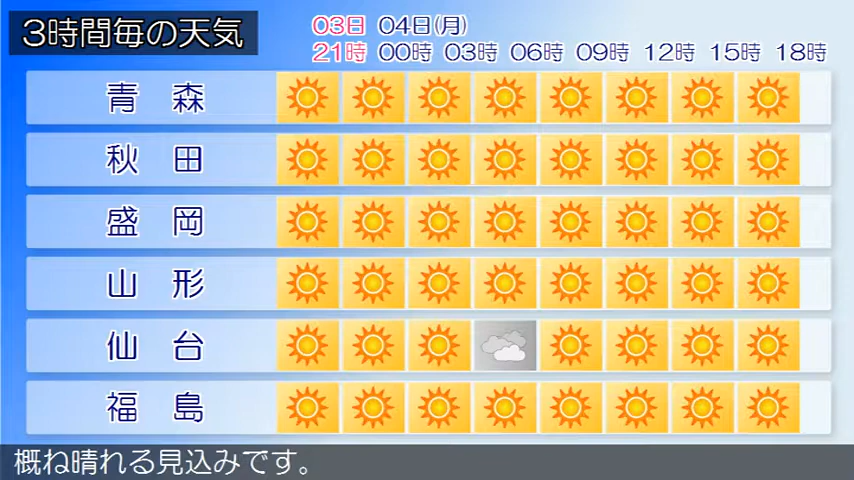 3時間毎の天気
03日 04日(月)
21時 00時 03時 06時 09時 12時 15時 18時
青森
秋田
盛岡
山形
仙台
福島
概ね晴れる見込みです。